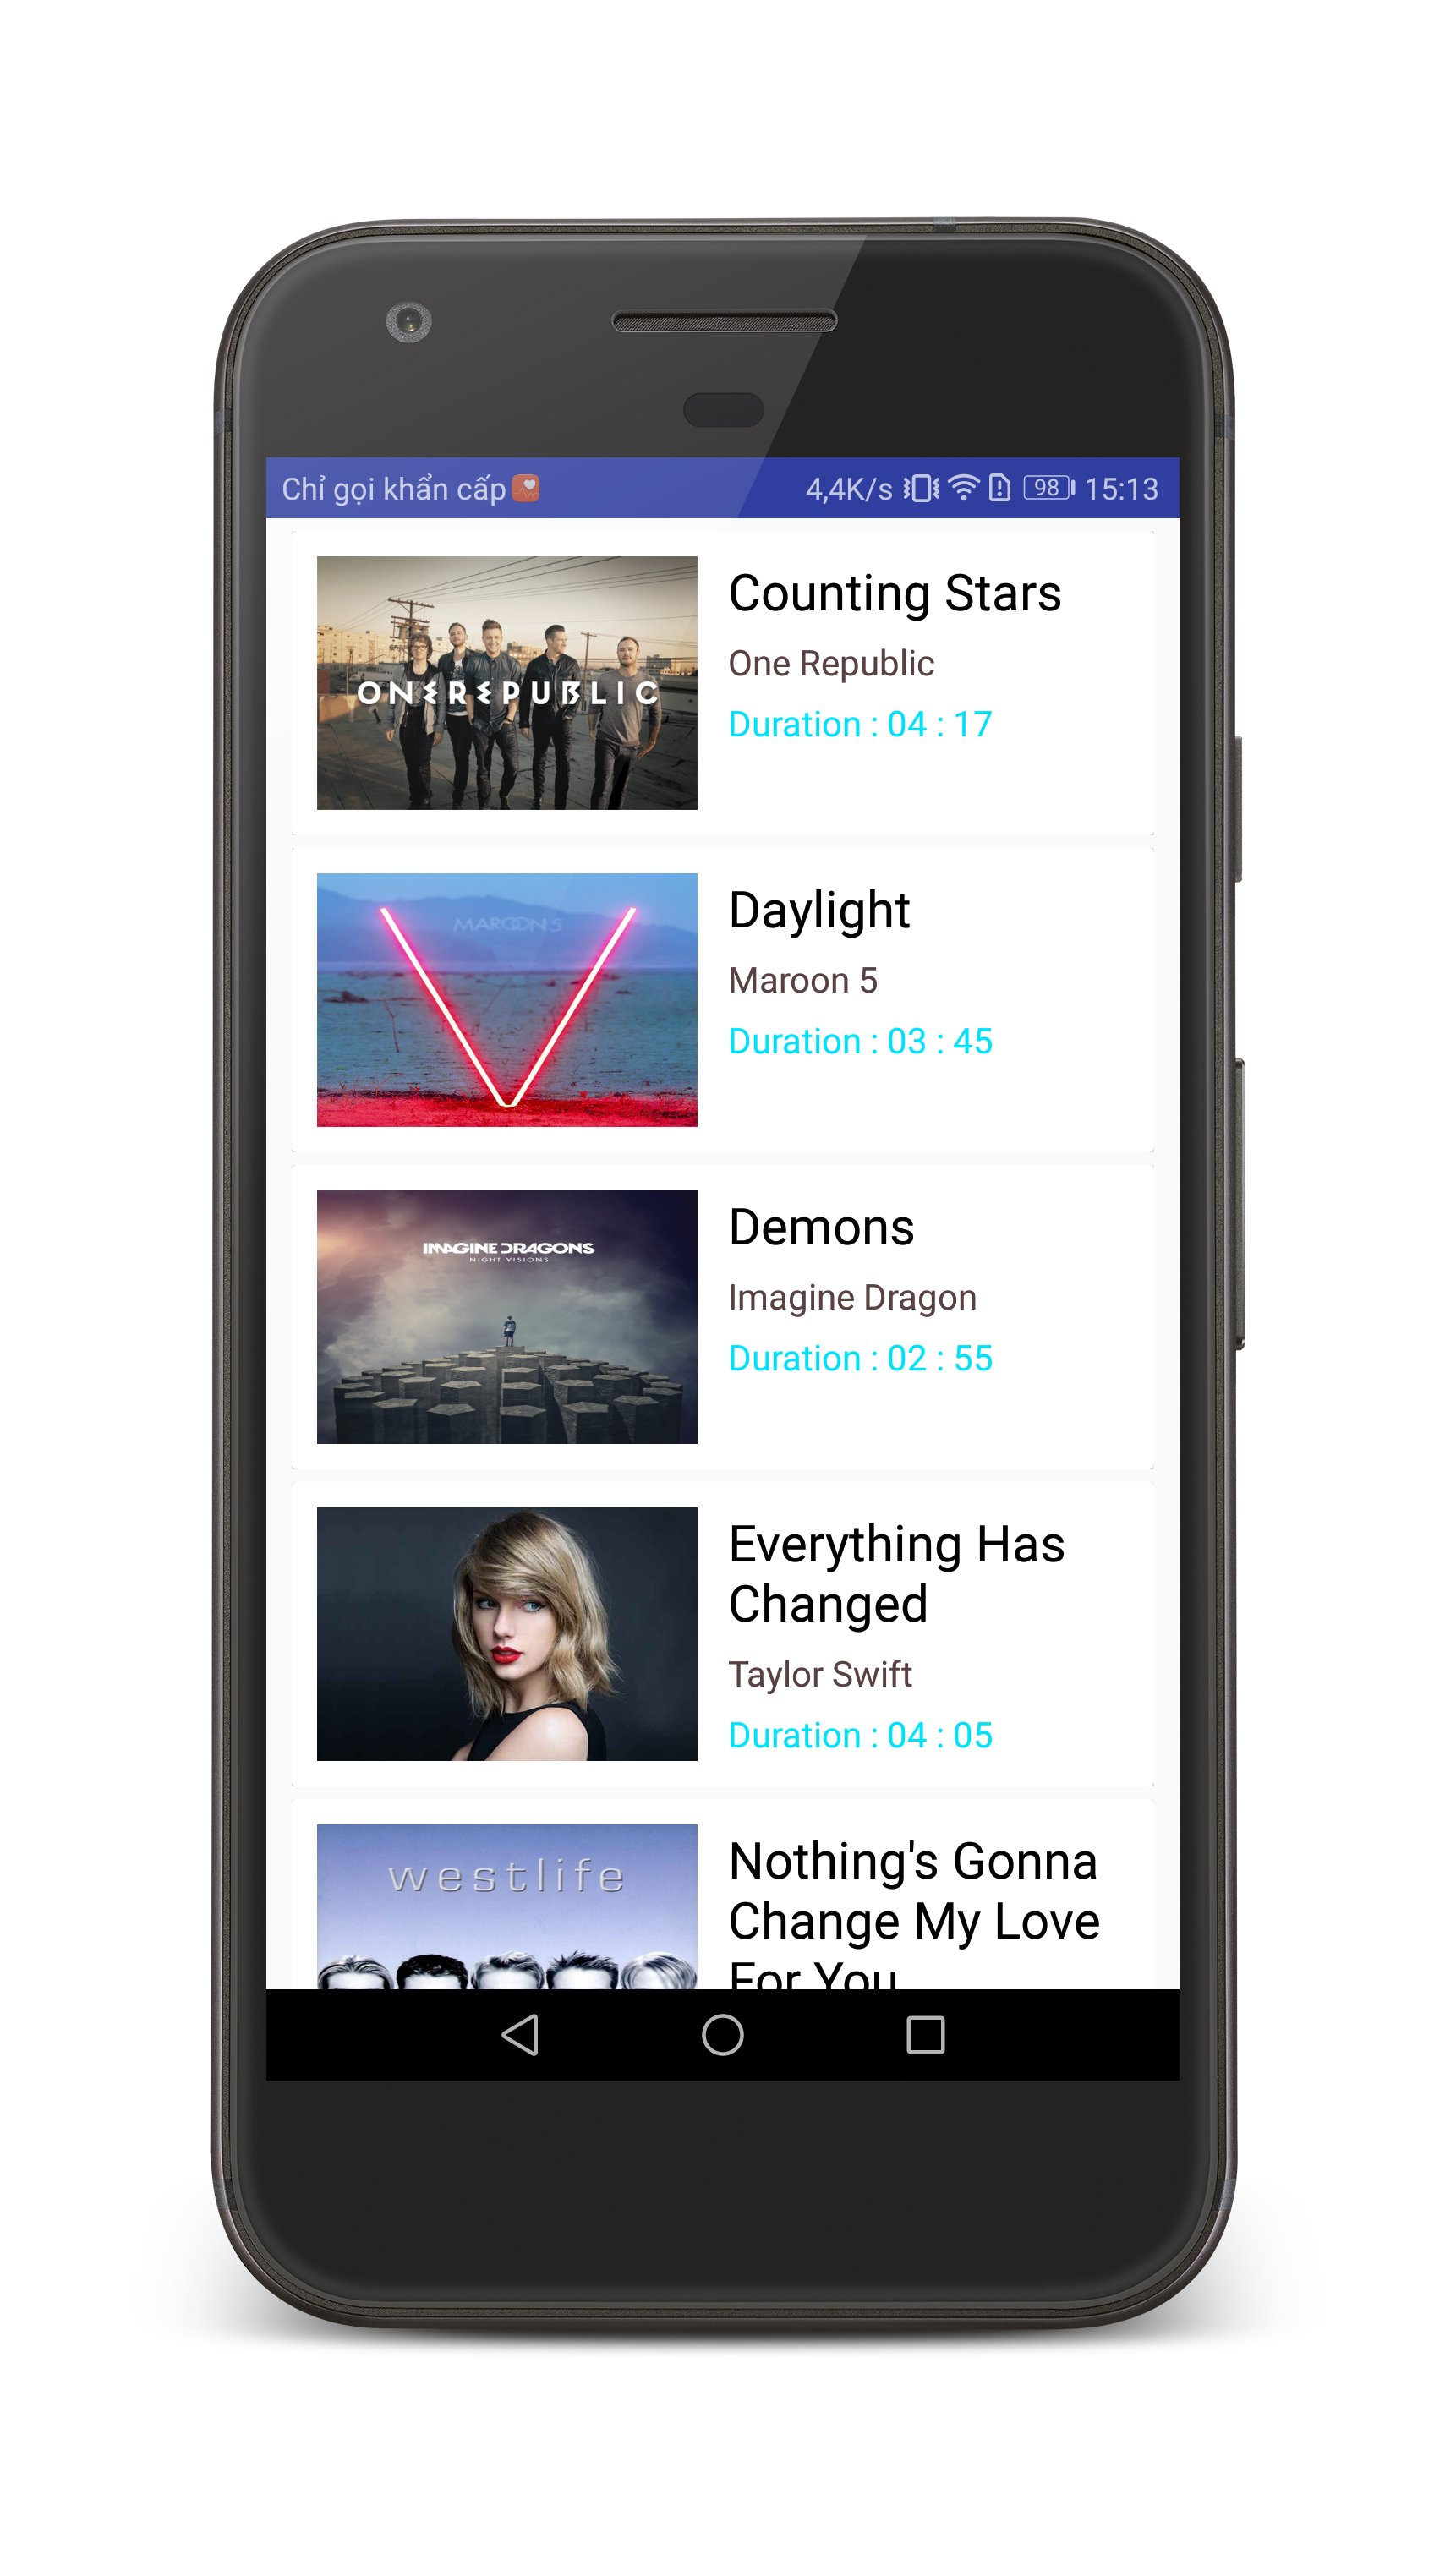 Chỉ gọi khẩn cấp 4,4K/s 98 15:13
ONEREPUBLIC
Counting Stars
One Republic
Duration : 04 : 17
MAROON 5
Daylight
Maroon 5
Duration : 03 : 45
IMAGINE DRAGONS
NIGHT VISIONS
Demons
Imagine Dragon
Duration : 02 : 55
Everything Has
Changed
Taylor Swift
Duration : 04 : 05
westlife
Nothing's Gonna
Change My Love
For You